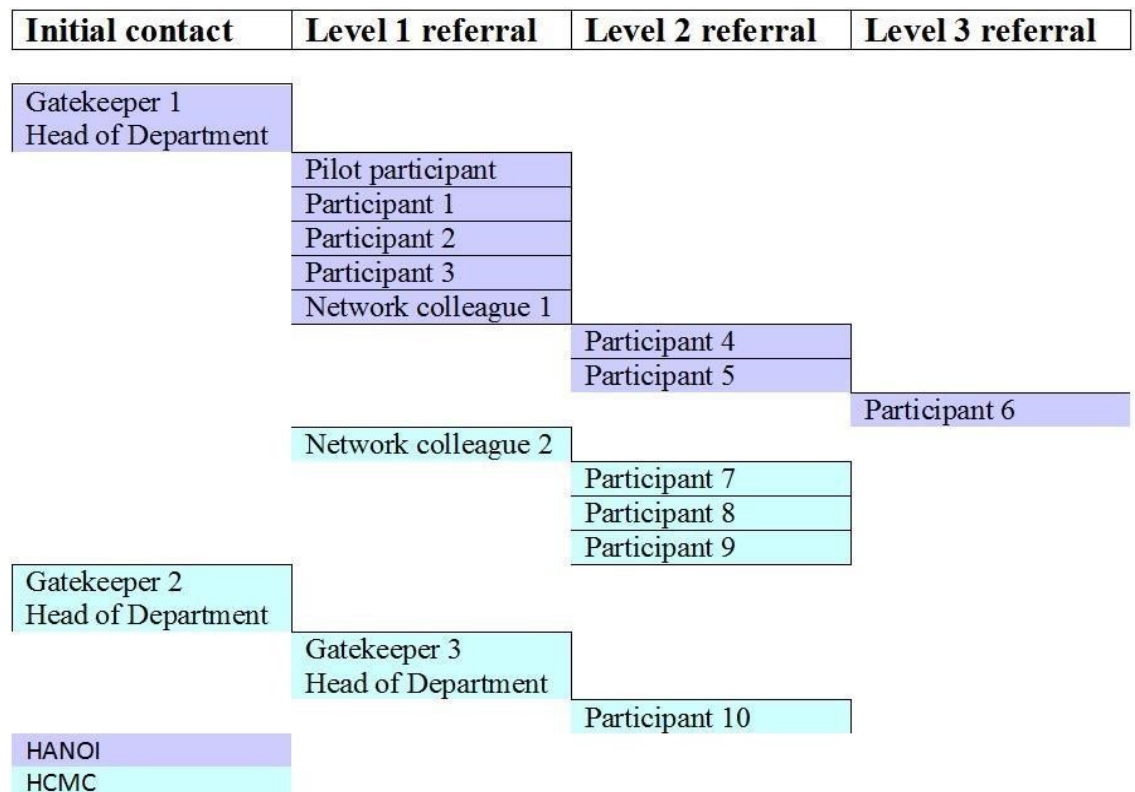 Initial contact Level 1 referral Level 2 referral Level 3 referral
Gatekeeper 1
Head of Department
Pilot participant
Participant 1
Participant 2
Participant 3
Network colleague 1
Participant 4
Participant 5
Participant 6
Network colleague 2
Participant 7
Participant 8
Participant 9
Gatekeeper 2
Head of Department
Gatekeeper 3
Head of Department
Participant 10
HANOI
HCMC